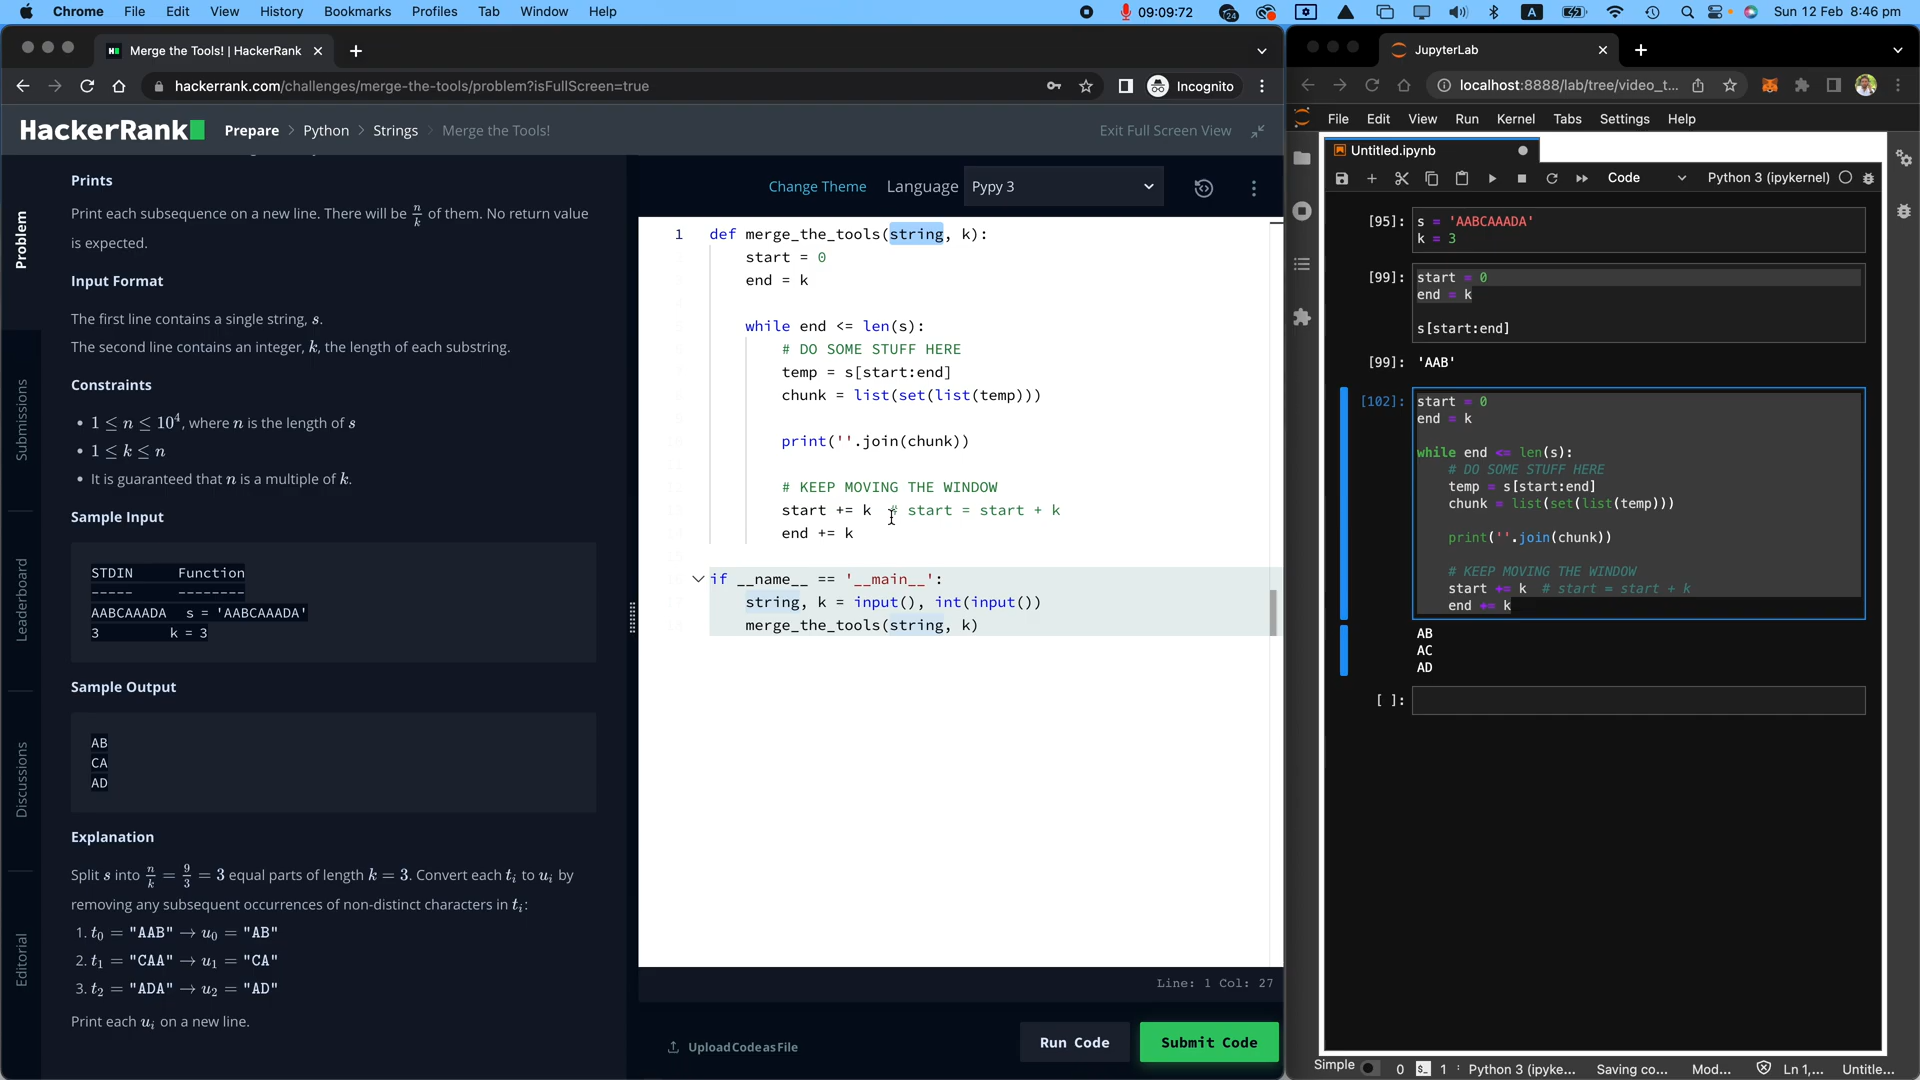 Chrome File Edit View History Bookmarks Profiles Tab Window Help
09:09:72
24
A
Sun 12 Feb 8:46 pm
Merge the Tools! | HackerRank
hackerrank.com/challenges/merge-the-tools/problem?isFullScreen=true
Incognito
HackerRank
Prepare > Python > Strings > Merge the Tools!
Exit Full Screen View
Problem
Submissions
Leaderboard
Discussions
Editorial
Prints
Print each subsequence on a new line. There will be n/k of them. No return value
is expected.
Input Format
The first line contains a single string, s.
The second line contains an integer, k, the length of each substring.
Constraints
• 1 ≤ n ≤ 10⁴, where n is the length of s
• 1 ≤ k ≤ n
• It is guaranteed that n is a multiple of k.
Sample Input
STDIN Function
----- --------
AABCAAADA s = 'AABCAAADA'
3 k = 3
Sample Output
AB
CA
AD
Explanation
Split s into n/k = 9/3 = 3 equal parts of length k = 3. Convert each tᵢ to uᵢ by
removing any subsequent occurrences of non-distinct characters in tᵢ:
1. t₀ = "AAB" → u₀ = "AB"
2. t₁ = "CAA" → u₁ = "CA"
3. t₂ = "ADA" → u₂ = "AD"
Print each uᵢ on a new line.
Change Theme Language Pypy 3
1 def merge_the_tools(string, k):
start = 0
end = k
while end <= len(s):
# DO SOME STUFF HERE
temp = s[start:end]
chunk = list(set(list(temp)))
print(''.join(chunk))
# KEEP MOVING THE WINDOW
start += k # start = start + k
end += k
if __name__ == '__main__':
string, k = input(), int(input())
merge_the_tools(string, k)
Line: 1 Col: 27
Upload Code as File
Run Code
Submit Code
JupyterLab
localhost:8888/lab/tree/video_t...
File Edit View Run Kernel Tabs Settings Help
Untitled.ipynb
Code
Python 3 (ipykernel)
[95]: s = 'AABCAAADA'
k = 3
[99]: start = 0
end = k
s[start:end]
[99]: 'AAB'
[102]: start = 0
end = k
while end <= len(s):
# DO SOME STUFF HERE
temp = s[start:end]
chunk = list(set(list(temp)))
print(''.join(chunk))
# KEEP MOVING THE WINDOW
start += k # start = start + k
end += k
AB
AC
AD
[ ]:
Simple 0 1 Python 3 (ipyke... Saving co... Mod... Ln 1,... Untitle...